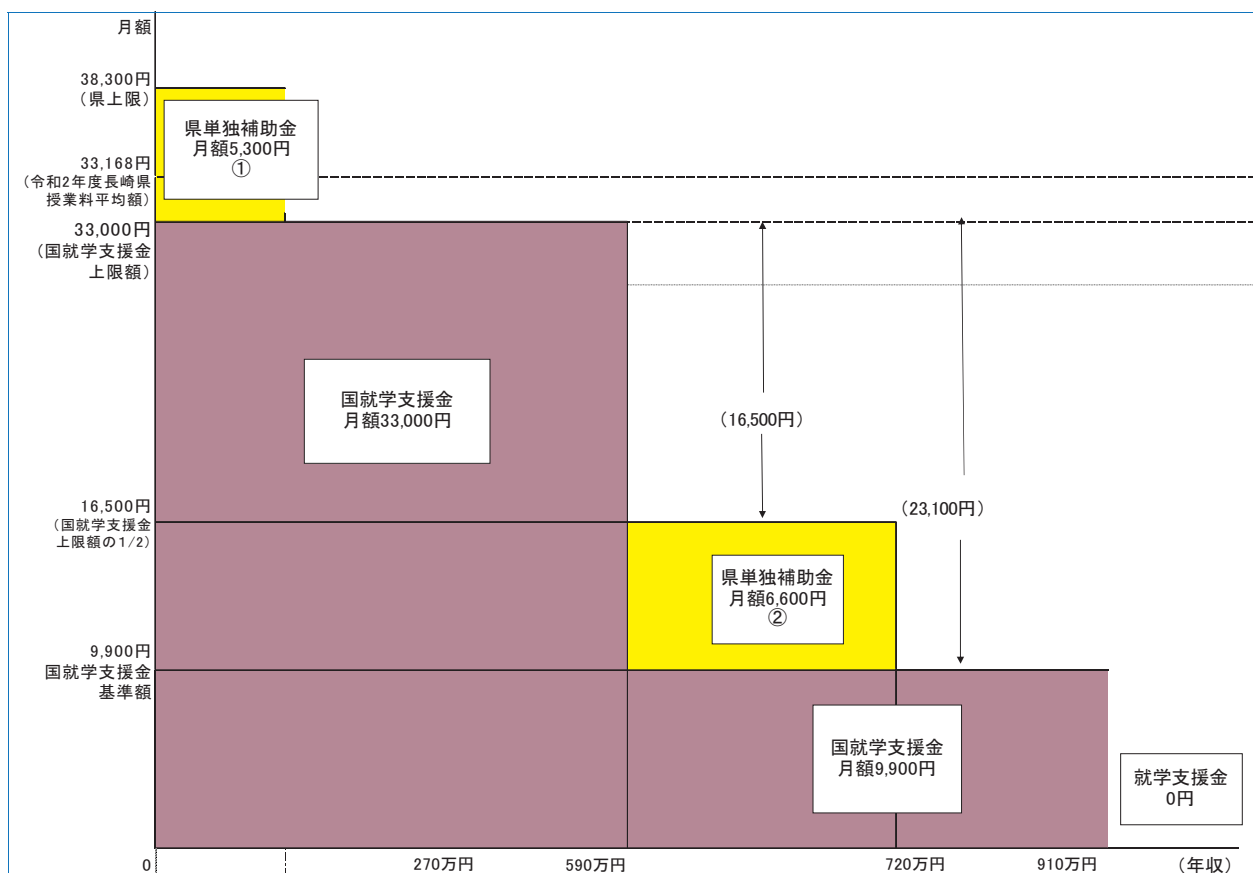 月額
38,300円
（県上限）
県単独補助金
月額5,300円
①
33,168円
（令和2年度長崎県
授業料平均額）
33,000円
（国就学支援金
上限額）
国就学支援金
月額33,000円
（16,500円）
（23,100円）
16,500円
（国就学支援金
上限額の1/2）
県単独補助金
月額6,600円
②
9,900円
国就学支援金
基準額
国就学支援金
月額9,900円
就学支援金
0円
0
270万円
590万円
720万円
910万円
（年収）